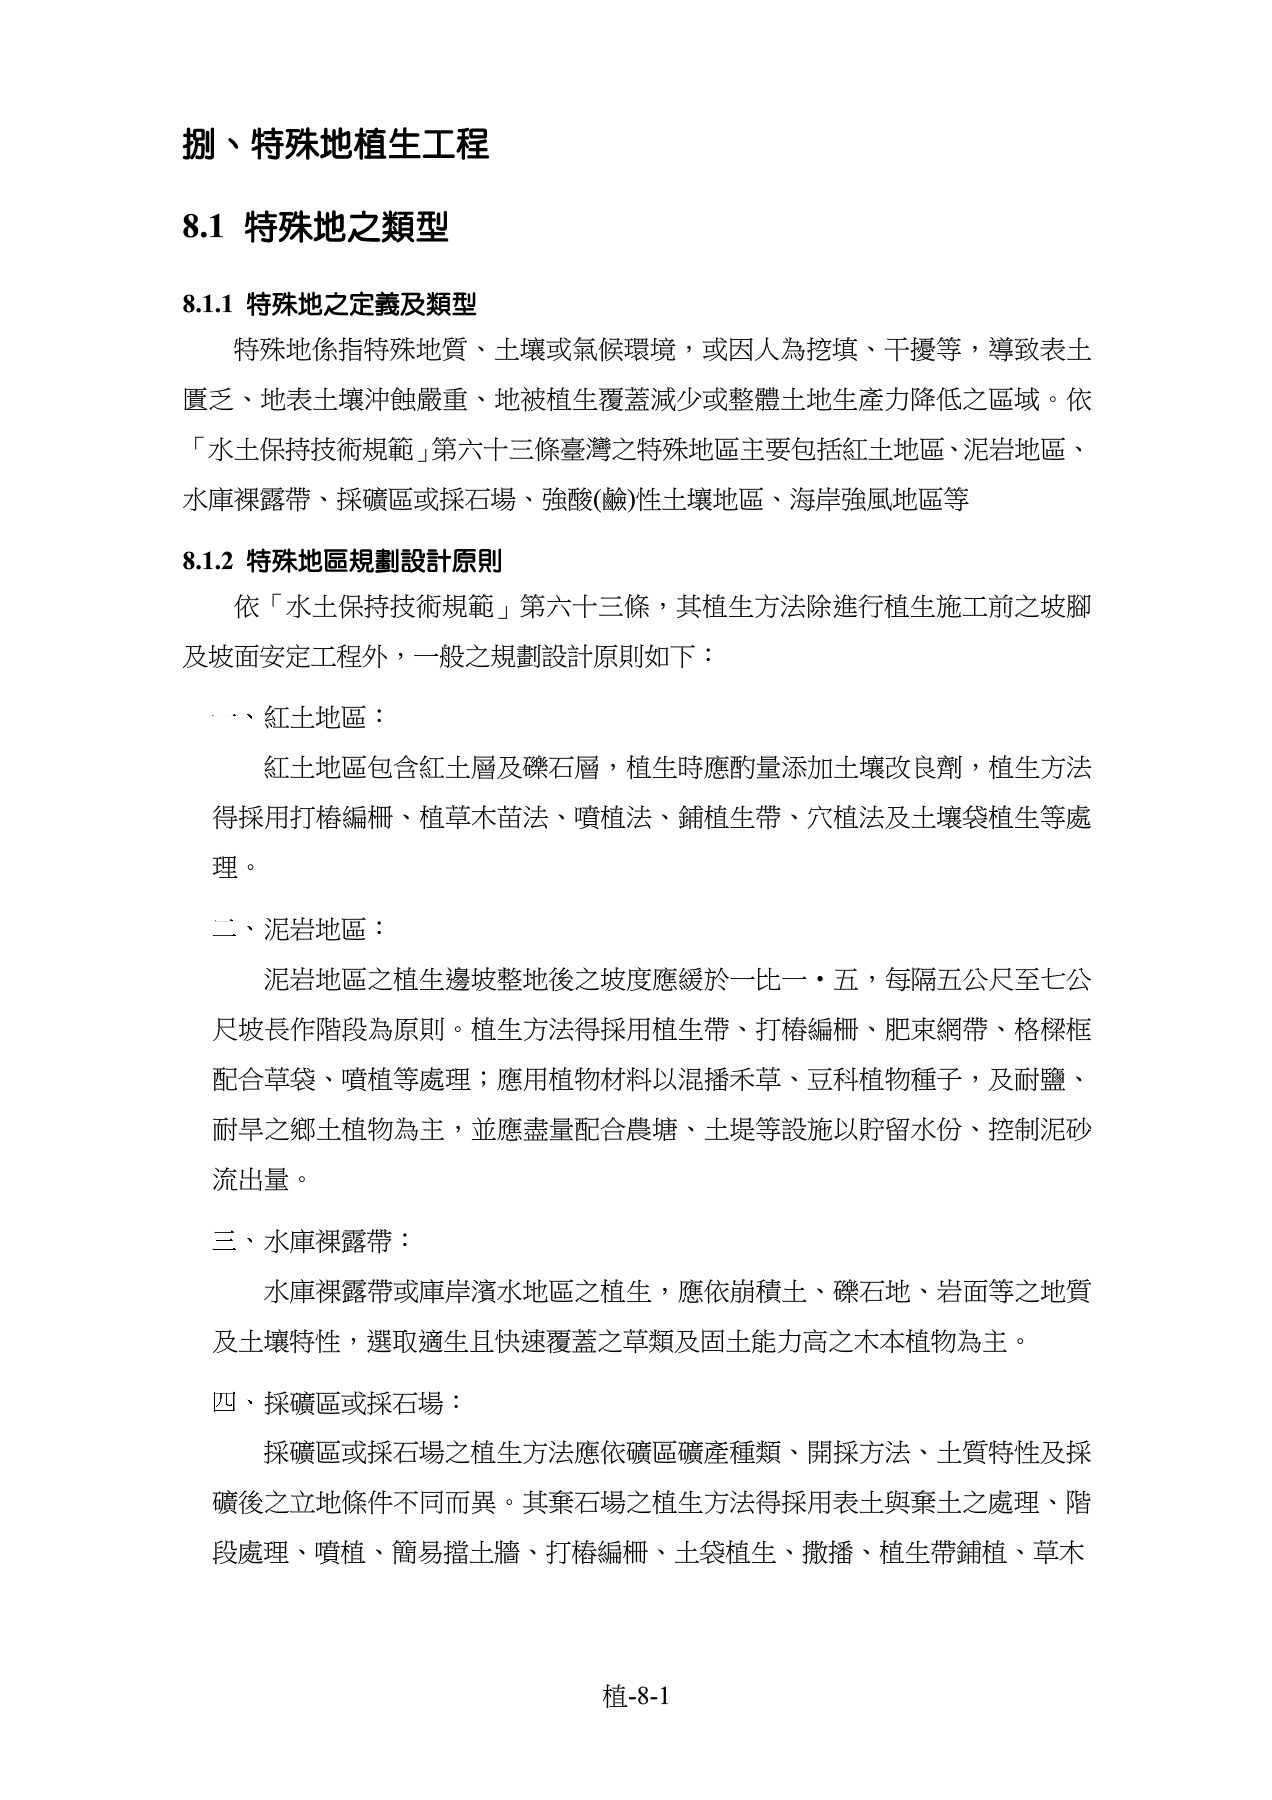 捌、特殊地植生工程
8.1 特殊地之類型
8.1.1 特殊地之定義及類型
特殊地係指特殊地質、土壤或氣候環境，或因人為挖填、干擾等，導致表土
匱乏、地表土壤沖蝕嚴重、地被植生覆蓋減少或整體土地生產力降低之區域。依
「水土保持技術規範」第六十三條臺灣之特殊地區主要包括紅土地區、泥岩地區、
水庫裸露帶、採礦區或採石場、強酸(鹼)性土壤地區、海岸強風地區等
8.1.2 特殊地區規劃設計原則
依「水土保持技術規範」第六十三條，其植生方法除進行植生施工前之坡腳
及坡面安定工程外，一般之規劃設計原則如下：
一、紅土地區：
紅土地區包含紅土層及礫石層，植生時應酌量添加土壤改良劑，植生方法
得採用打樁編柵、植草木苗法、噴植法、鋪植生帶、穴植法及土壤袋植生等處
理。
二、泥岩地區：
泥岩地區之植生邊坡整地後之坡度應緩於一比一‧五，每隔五公尺至七公
尺坡長作階段為原則。植生方法得採用植生帶、打樁編柵、肥束網帶、格樑框
配合草袋、噴植等處理；應用植物材料以混播禾草、豆科植物種子，及耐鹽、
耐旱之鄉土植物為主，並應盡量配合農塘、土堤等設施以貯留水份、控制泥砂
流出量。
三、水庫裸露帶：
水庫裸露帶或庫岸濱水地區之植生，應依崩積土、礫石地、岩面等之地質
及土壤特性，選取適生且快速覆蓋之草類及固土能力高之木本植物為主。
四、採礦區或採石場：
採礦區或採石場之植生方法應依礦區礦產種類、開採方法、土質特性及採
礦後之立地條件不同而異。其棄石場之植生方法得採用表土與棄土之處理、階
段處理、噴植、簡易擋土牆、打樁編柵、土袋植生、撒播、植生帶鋪植、草木
植-8-1